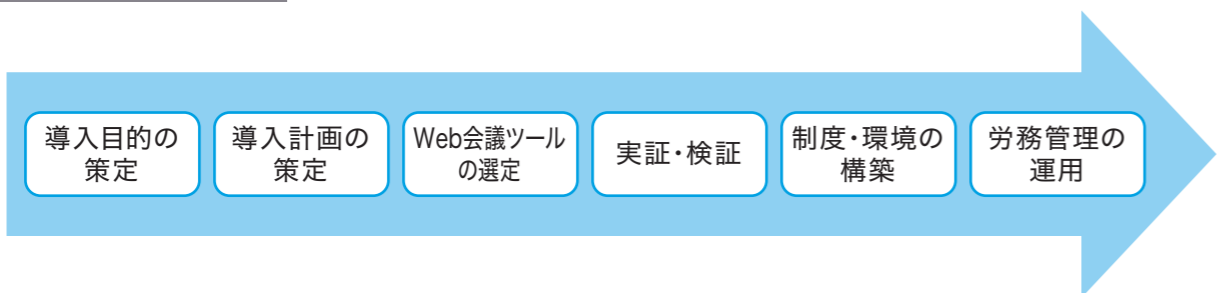 導入目的の
策定
導入計画の
策定
Web会議ツール
の選定
実証・検証
制度・環境の
構築
労務管理の
運用